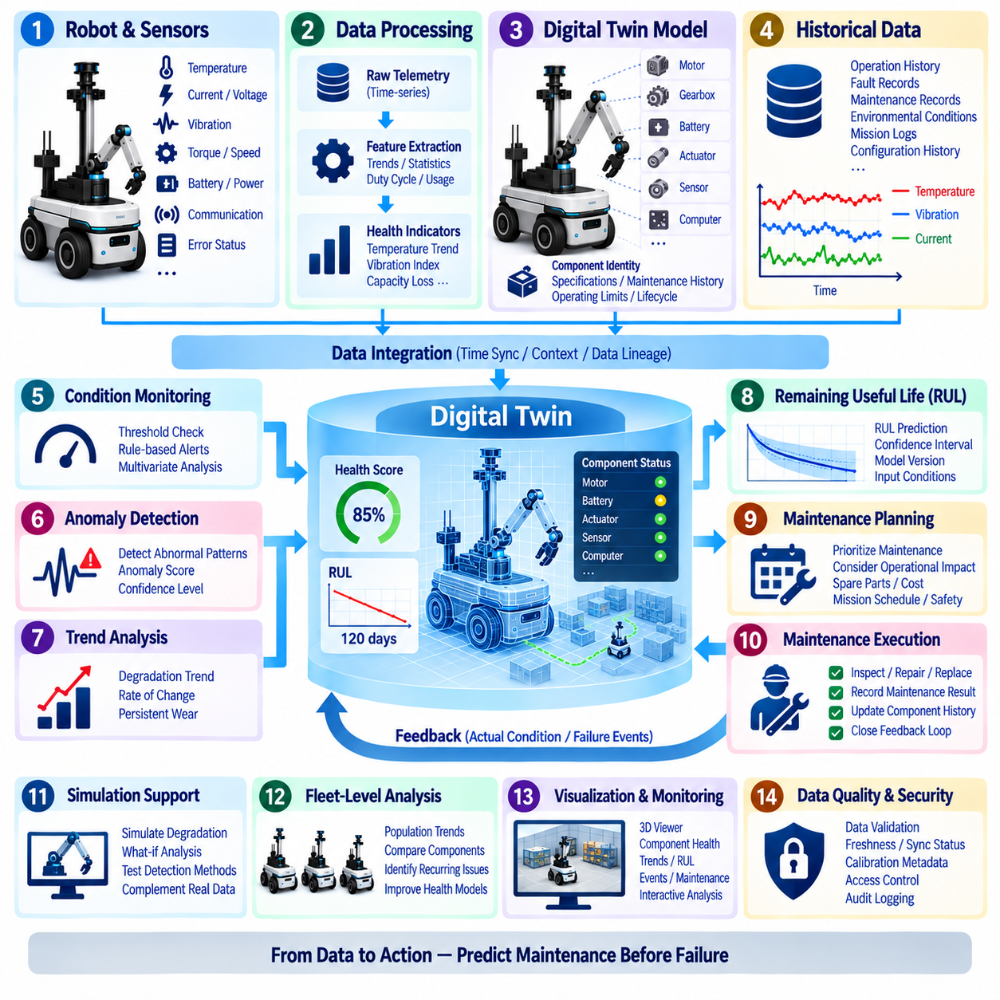 1 Robot & Sensors
Temperature
Current / Voltage
Vibration
Torque / Speed
Battery / Power
Communication
Error Status
...
2 Data Processing
Raw Telemetry
(Time-series)
Feature Extraction
Trends / Statistics
Duty Cycle / Usage
Health Indicators
Temperature Trend
Vibration Index
Capacity Loss ...
3 Digital Twin Model
Motor
Gearbox
Battery
Actuator
Sensor
Computer
...
Component Identity
Specifications / Maintenance History
Operating Limits / Lifecycle
4 Historical Data
Operation History
Fault Records
Maintenance Records
Environmental Conditions
Mission Logs
Configuration History
...
Temperature
Vibration
Current
Time
Data Integration (Time Sync / Context / Data Lineage)
5 Condition Monitoring
Threshold Check
Rule-based Alerts
Multivariate Analysis
6 Anomaly Detection
Detect Abnormal Patterns
Anomaly Score
Confidence Level
7 Trend Analysis
Degradation Trend
Rate of Change
Persistent Wear
Digital Twin
Health Score
85%
RUL
120 days
Component Status
Motor
Battery
Actuator
Sensor
Computer
...
Feedback (Actual Condition / Failure Events)
8 Remaining Useful Life (RUL)
RUL Prediction
Confidence Interval
Model Version
Input Conditions
9 Maintenance Planning
Prioritize Maintenance
Consider Operational Impact
Spare Parts / Cost
Mission Schedule / Safety
10 Maintenance Execution
Inspect / Repair / Replace
Record Maintenance Result
Update Component History
Close Feedback Loop
11 Simulation Support
Simulate Degradation
What-if Analysis
Test Detection Methods
Complement Real Data
12 Fleet-Level Analysis
Population Trends
Compare Components
Identify Recurring Issues
Improve Health Models
13 Visualization & Monitoring
3D Viewer
Component Health
Trends / RUL
Events / Maintenance
Interactive Analysis
14 Data Quality & Security
Data Validation
Freshness / Sync Status
Calibration Metadata
Access Control
Audit Logging
From Data to Action — Predict Maintenance Before Failure